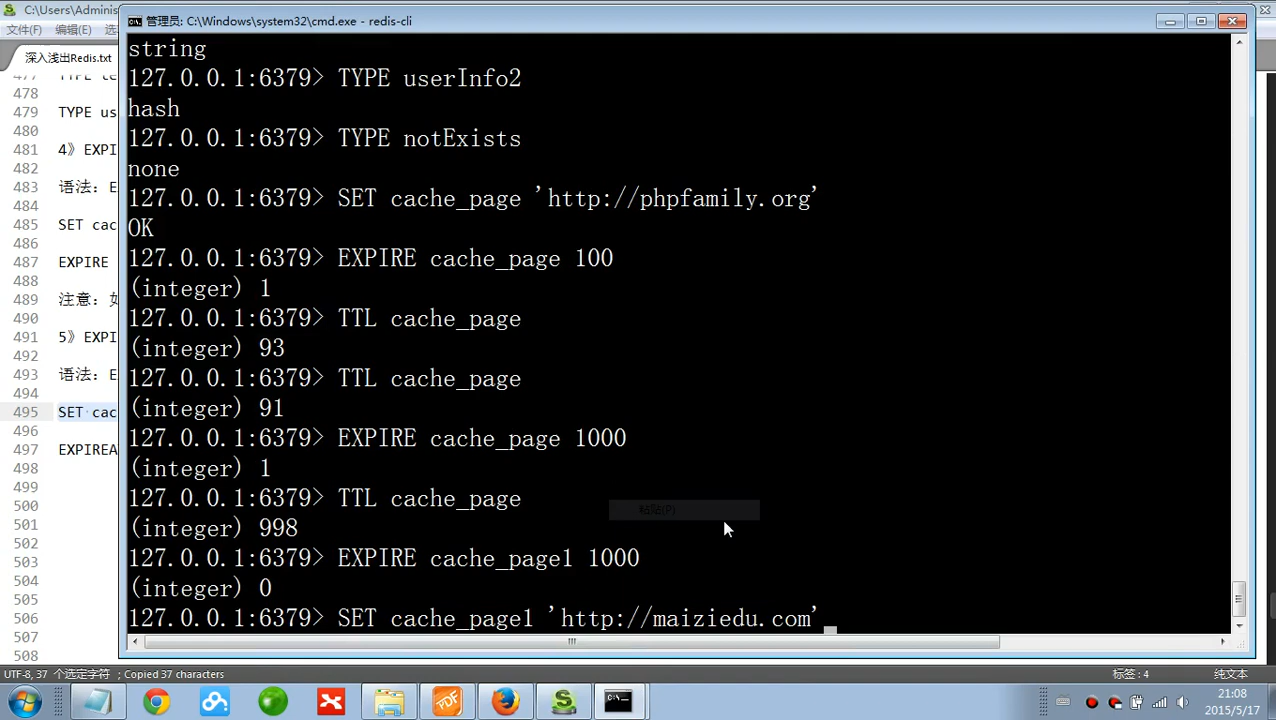 C:\Users\Adminis
管理员: C:\Windows\system32\cmd.exe - redis-cli
文件(F) 编辑(E) 选
深入浅出Redis.txt
string
127.0.0.1:6379> TYPE userInfo2
hash
127.0.0.1:6379> TYPE notExists
none
127.0.0.1:6379> SET cache_page 'http://phpfamily.org'
OK
127.0.0.1:6379> EXPIRE cache_page 100
(integer) 1
127.0.0.1:6379> TTL cache_page
(integer) 93
127.0.0.1:6379> TTL cache_page
(integer) 91
127.0.0.1:6379> EXPIRE cache_page 1000
(integer) 1
127.0.0.1:6379> TTL cache_page
(integer) 998
127.0.0.1:6379> EXPIRE cache_page1 1000
(integer) 0
127.0.0.1:6379> SET cache_page1 'http://maiziedu.com'
粘贴(P)
477 TYPE te
478
479 TYPE us
480
481 4》EXPI
482
483 语法: E
484
485 SET cac
486
487 EXPIRE
488
489 注意: 如
490
491 5》EXPI
492
493 语法: E
494
495 SET cac
496
497 EXPIREA
498
499
500
501
502
503
504
505
506
507
508
UTF-8, 37 个选定字符 ; Copied 37 characters
标签: 4
纯文本
21:08
2015/5/17